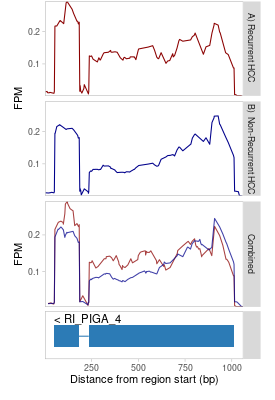 0.2
0.1
A) Recurrent HCC
FPM
0.2
0.1
B) Non-Recurrent HCC
0.2
0.1
FPM
Combined
< RI_PIGA_4
250
500
750
1000
Distance from region start (bp)